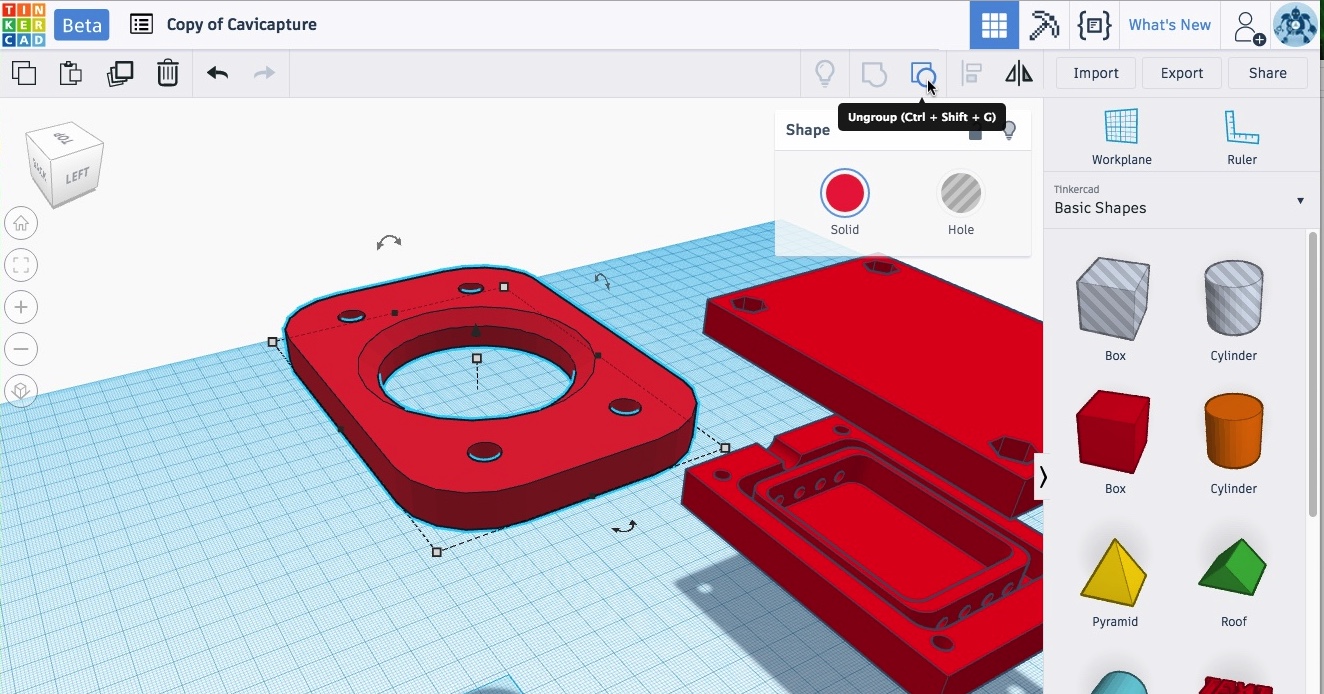 TIN
KER
CAD
Beta
Copy of Cavicapture
What's New
Import
Export
Share
Ungroup (Ctrl + Shift + G)
Shape
Solid
Hole
TOP
BACK
LEFT
Workplane
Ruler
Tinkercad
Basic Shapes
Box
Cylinder
Box
Cylinder
Pyramid
Roof